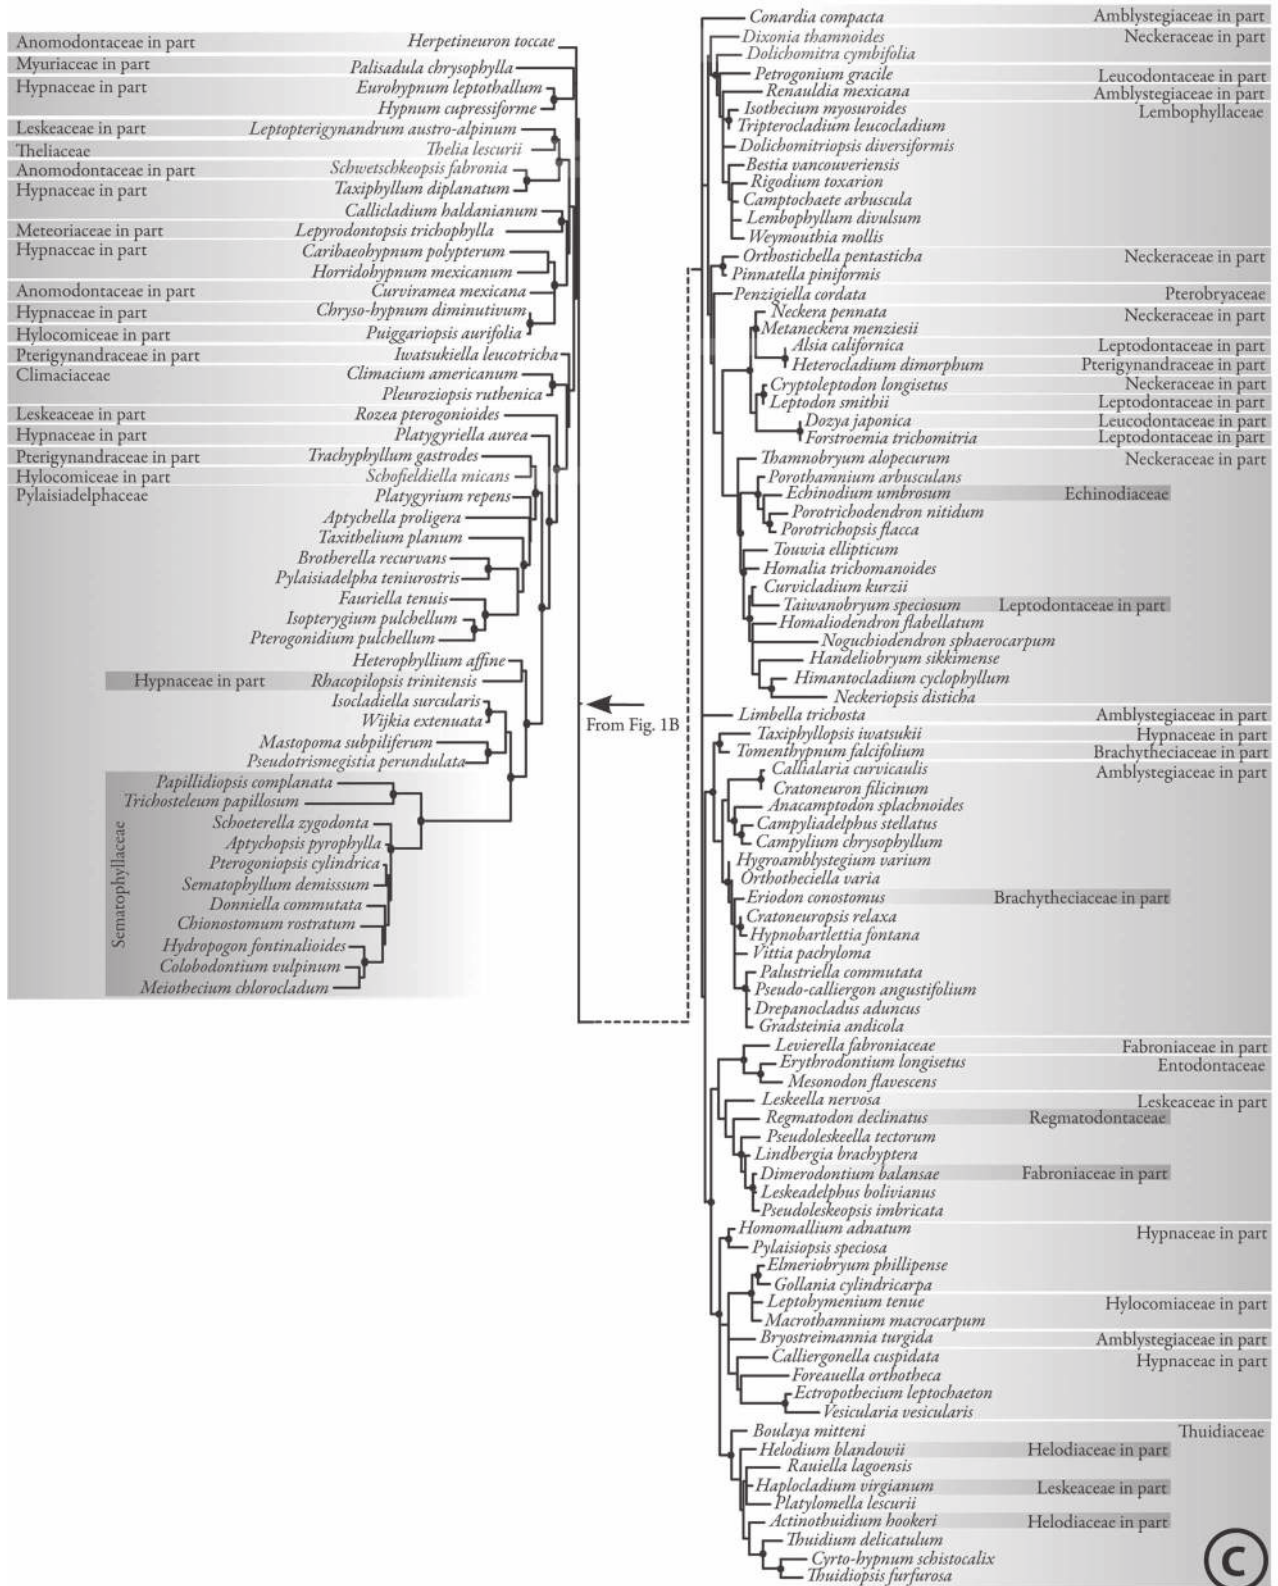 Anomodontaceae in part Herpetineuron toccae
Myuriaceae in part Palisadula chrysophylla
Hypnaceae in part Eurohypnum leptothallum
Hypnum cupressiforme
Leskeaceae in part Leptopterigynandrum austro-alpinum
Theliaceae Thelia lescurii
Anomodontaceae in part Schwetschkeopsis fabronia
Hypnaceae in part Taxiphyllum diplanatum
Callicladium haldanianum
Meteoriaceae in part Lepyrodontopsis trichophylla
Hypnaceae in part Caribaeohypnum polypterum
Horridohypnum mexicanum
Anomodontaceae in part Curviramea mexicana
Hypnaceae in part Chryso-hypnum diminutivum
Hylocomiceae in part Puiggariopsis aurifolia
Pterigynandraceae in part Iwatsukiella leucotricha
Climaciaceae Climacium americanum
Pleuroziopsis ruthenica
Leskeaceae in part Rozea pterogonioides
Hypnaceae in part Platygyriella aurea
Pterigynandraceae in part Trachyphyllum gastrodes
Hylocomiceae in part Schofieldiella micans
Pylaisiadelphaceae Platygyrium repens
Aptychella proligera
Taxithelium planum
Brotherella recurvans
Pylaisiadelpha teniurostris
Fauriella tenuis
Isopterygium pulchellum
Pterogonidium pulchellum
Heterophyllium affine
Hypnaceae in part Rhacopilopsis trinitensis
Isocladiella surcularis
Wijkia extenuata
Mastopoma subpiliferum
Pseudotrismegistia perundulata
Papillidiopsis complanata
Trichosteleum papillosum
Schoeterella zygodonta
Aptychopsis pyrophylla
Pterogoniopsis cylindrica
Sematophyllum demisssum
Donniella commutata
Chionostomum rostratum
Hydropogon fontinalioides
Colobodontium vulpinum
Meiothecium chlorocladum
Sematophyllaceae
From Fig. 1B
Conardia compacta Amblystegiaceae in part
Dixonia thamnoides Neckeraceae in part
Dolichomitra cymbifolia
Petrogonium gracile Leucodontaceae in part
Renauldia mexicana Amblystegiaceae in part
Isothecium myosuroides Lembophyllaceae
Tripterocladium leucocladium
Dolichomitriopsis diversiformis
Bestia vancouveriensis
Rigodium toxarion
Camptochaete arbuscula
Lembophyllum divulsum
Weymouthia mollis
Orthostichella pentasticha Neckeraceae in part
Pinnatella piniformis
Penzigiella cordata Pterobryaceae
Neckera pennata Neckeraceae in part
Metaneckera menziesii
Alsia californica Leptodontaceae in part
Heterocladium dimorphum Pterigynandraceae in part
Cryptoleptodon longisetus Neckeraceae in part
Leptodon smithii Leptodontaceae in part
Dozya japonica Leucodontaceae in part
Forstroemia trichomitria Leptodontaceae in part
Thamnobryum alopecurum Neckeraceae in part
Porothamnium arbusculans
Echinodium umbrosum Echinodiaceae
Porotrichodendron nitidum
Porotrichopsis flacca
Touwia ellipticum
Homalia trichomanoides
Curvicladium kurzii
Taiwanobryum speciosum Leptodontaceae in part
Homaliodendron flabellatum
Noguchiodendron sphaerocarpum
Handeliobryum sikkimense
Himantocladium cyclophyllum
Neckeriopsis disticha
Limbella trichosta Amblystegiaceae in part
Taxiphyllopsis iwatsukii Hypnaceae in part
Tomenthypnum falcifolium Brachytheciaceae in part
Callialaria curvicaulis Amblystegiaceae in part
Cratoneuron filicinum
Anacamptodon splachnoides
Campyliadelphus stellatus
Campylium chrysophyllum
Hygroamblystegium varium
Orthotheciella varia
Eriodon conostomus Brachytheciaceae in part
Cratoneuropsis relaxa
Hypnobartlettia fontana
Vittia pachyloma
Palustriella commutata
Pseudo-calliergon angustifolium
Drepanocladus aduncus
Gradsteinia andicola
Levierella fabroniaceae Fabroniaceae in part
Erythrodontium longisetus Entodontaceae
Mesonodon flavescens
Leskeella nervosa Leskeaceae in part
Regmatodon declinatus Regmatodontaceae
Pseudoleskeella tectorum
Lindbergia brachyptera
Dimerodontium balansae Fabroniaceae in part
Leskeadelphus bolivianus
Pseudoleskeopsis imbricata
Homomallium adnatum Hypnaceae in part
Pylaisiopsis speciosa
Elmeriobryum phillipense
Gollania cylindricarpa
Leptohymenium tenue Hylocomiaceae in part
Macrothamnium macrocarpum
Bryostreimannia turgida Amblystegiaceae in part
Calliergonella cuspidata Hypnaceae in part
Foreauella orthotheca
Ectropothecium leptochaeton
Vesicularia vesicularis
Boulaya mitteni Thuidiaceae
Helodium blandowii Helodiaceae in part
Rauiella lagoensis
Haplocladium virgianum Leskeaceae in part
Platylomella lescurii
Actinothuidium hookeri Helodiaceae in part
Thuidium delicatulum
Cyrto-hypnum schistocalix
Thuidiopsis furfurosa
C